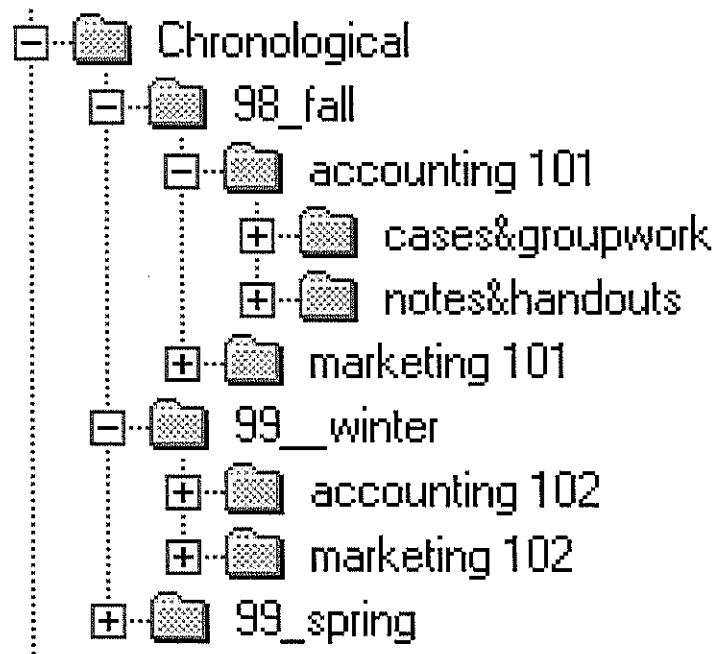 Chronological
98_fall
accounting 101
cases&groupwork
notes&handouts
marketing 101
99__winter
accounting 102
marketing 102
99_spring